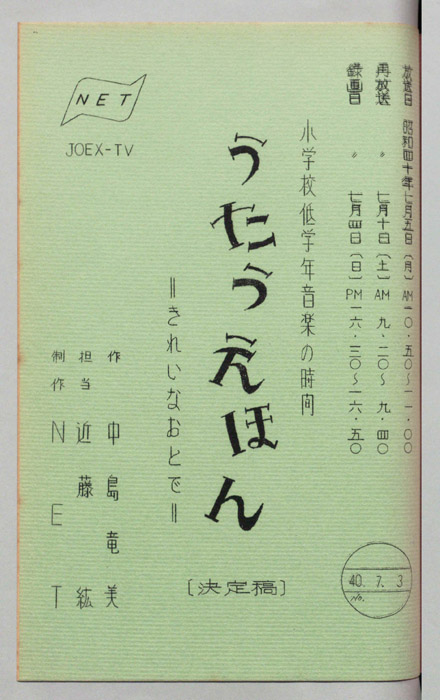 放送日 昭和四十年七月五日(月) AM 一〇・五〇〜一一・〇〇
再放送 〃 七月十日(土) AM 九・二〇〜九・四〇
録画日 〃 七月四日(日) PM 一六・三〇〜一六・五〇
小学校低学年音楽の時間
うたうえほん
=きれいなおとで=
〔決定稿〕
作 中島竜美
担当 近藤紘
制作 NET
NET
JOEX-TV
40. 7. 3
No.